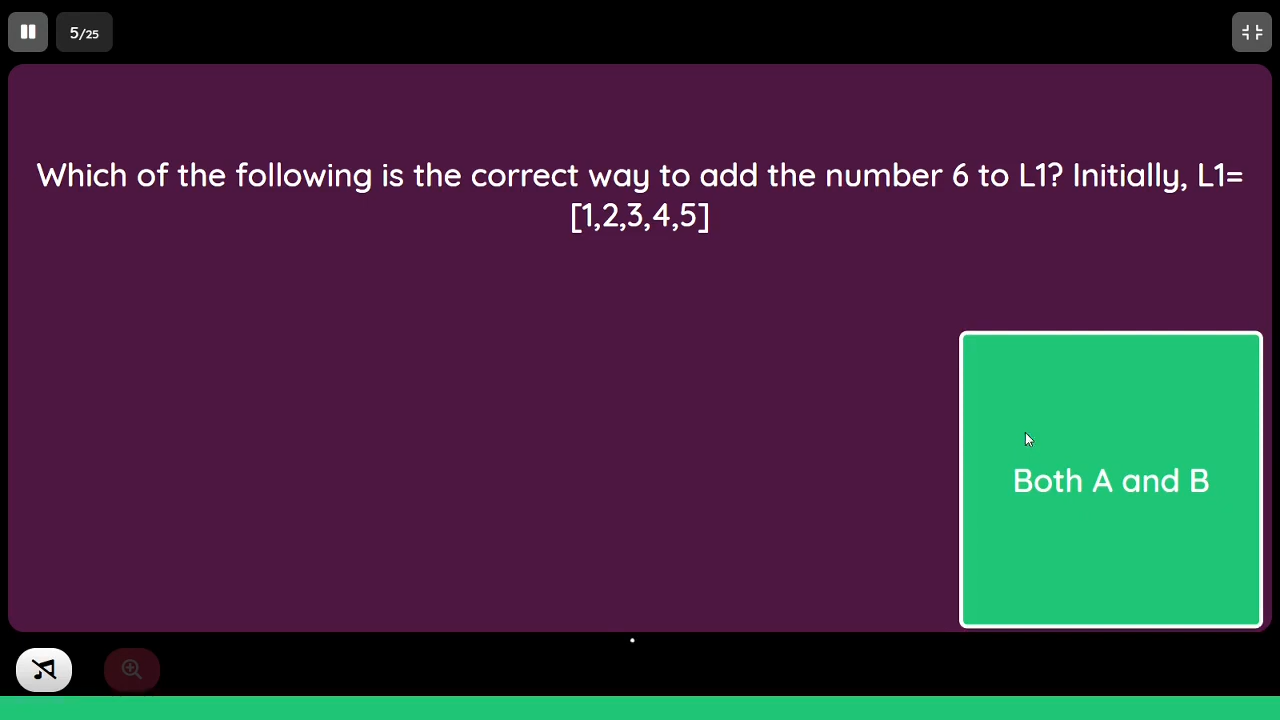 5/25
Which of the following is the correct way to add the number 6 to L1? Initially, L1=
[1,2,3,4,5]
Both A and B